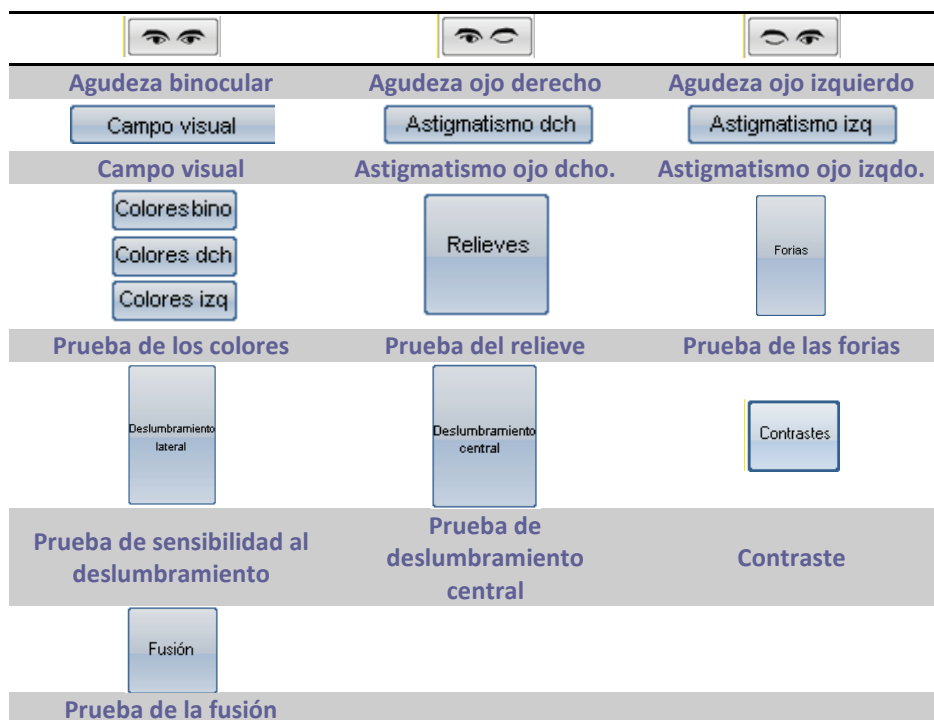 Agudeza binocular
Agudeza ojo derecho
Agudeza ojo izquierdo
Campo visual
Astigmatismo dch
Astigmatismo izq
Campo visual
Astigmatismo ojo dcho.
Astigmatismo ojo izqdo.
Colores bino
Colores dch
Colores izq
Relieves
Forias
Prueba de los colores
Prueba del relieve
Prueba de las forias
Deslumbramiento
lateral
Deslumbramiento
central
Contrastes
Prueba de sensibilidad al
deslumbramiento
Prueba de
deslumbramiento
central
Contraste
Fusión
Prueba de la fusión